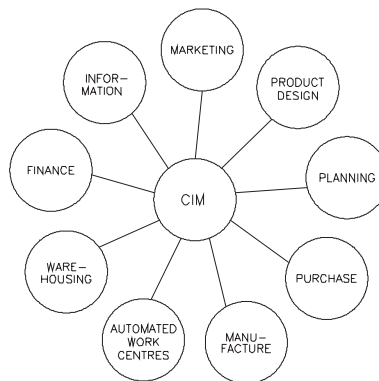 MARKETING
PRODUCT
DESIGN
PLANNING
PURCHASE
MANU-
FACTURE
AUTOMATED
WORK
CENTRES
WARE-
HOUSING
FINANCE
INFOR-
MATION
CIM